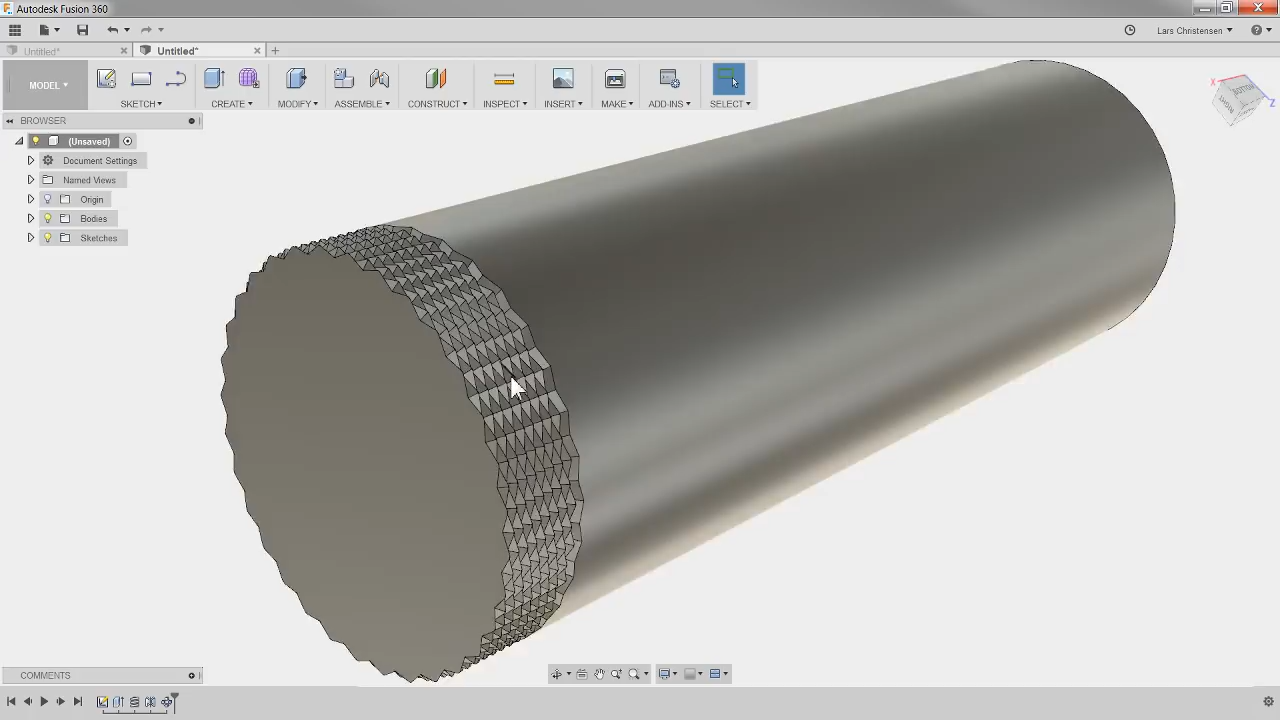 Autodesk Fusion 360
Lars Christensen
Untitled*
Untitled*
MODEL
SKETCH
CREATE
MODIFY
ASSEMBLE
CONSTRUCT
INSPECT
INSERT
MAKE
ADD-INS
SELECT
BROWSER
(Unsaved)
Document Settings
Named Views
Origin
Bodies
Sketches
X
Z
COMMENTS